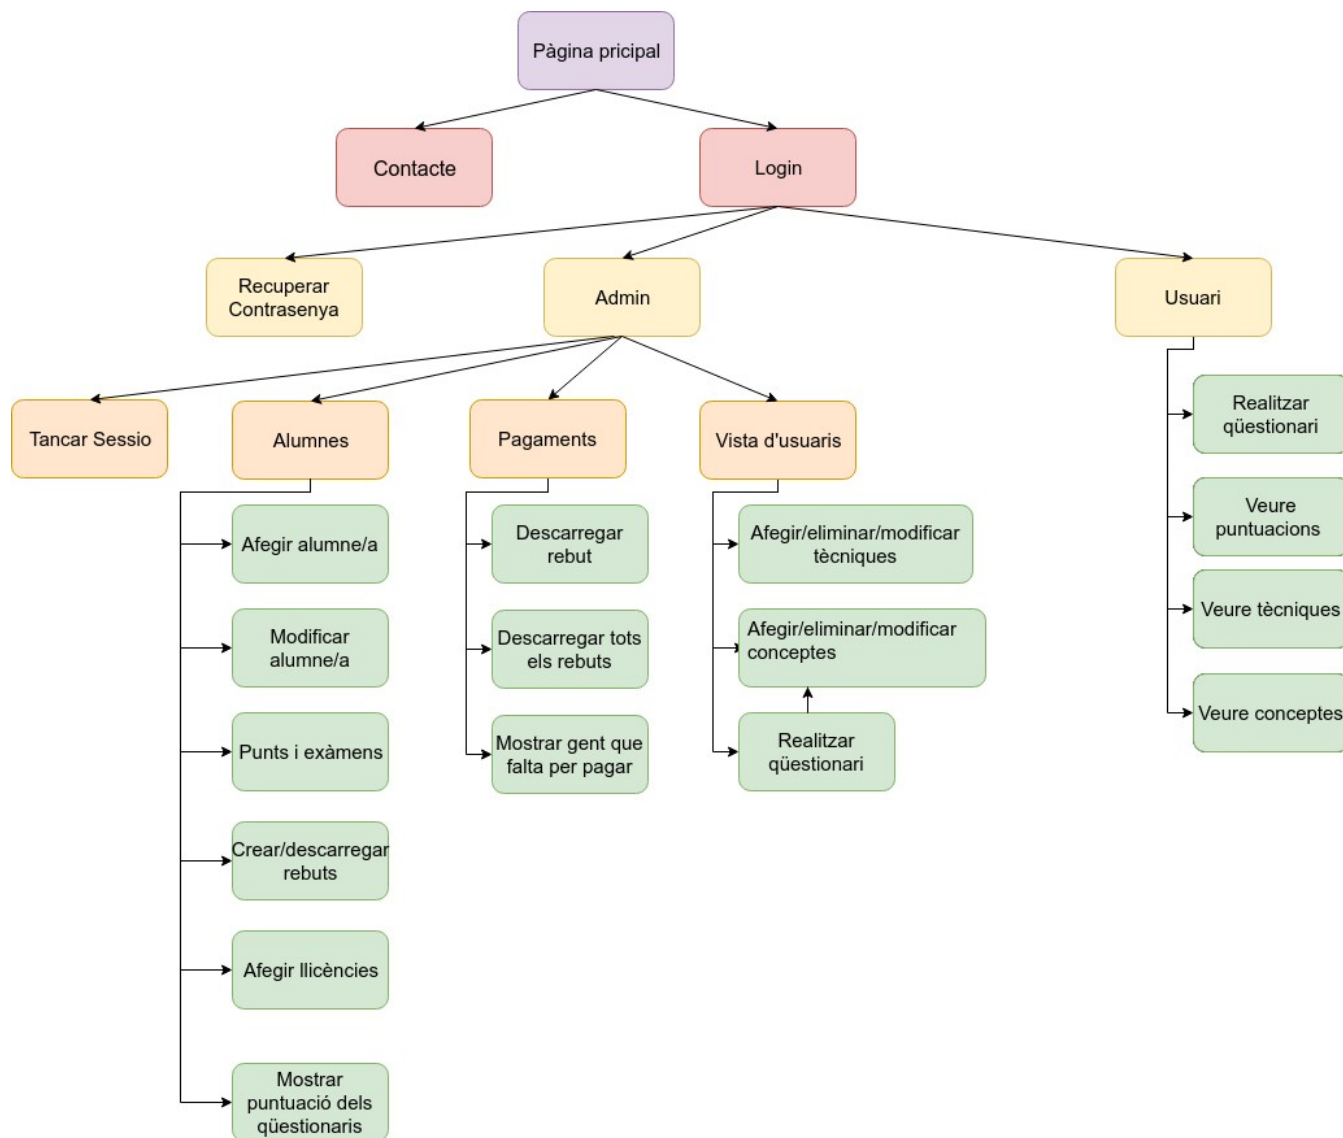 Pàgina pricipal
Contacte
Login
Recuperar
Contrasenya
Admin
Usuari
Tancar Sessio
Alumnes
Pagaments
Vista d'usuaris
Afegir alumne/a
Modificar
alumne/a
Punts i exàmens
Crear/descarregar
rebuts
Afegir llicències
Mostrar
puntuació dels
qüestionaris
Descarregar
rebut
Descarregar tots
els rebuts
Mostrar gent que
falta per pagar
Afegir/eliminar/modificar
tècniques
Afegir/eliminar/modificar
conceptes
Realitzar
qüestionari
Realitzar
qüestionari
Veure
puntuacions
Veure tècniques
Veure conceptes